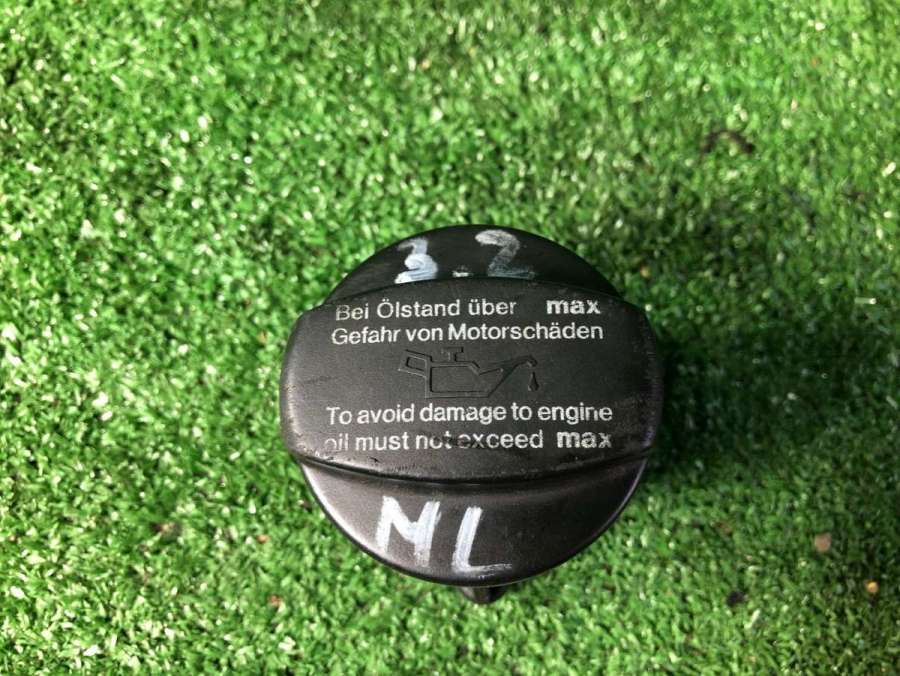 3.2
Bei Ölstand über max
Gefahr von Motorschäden
To avoid damage to engine
oil must not exceed max
ML